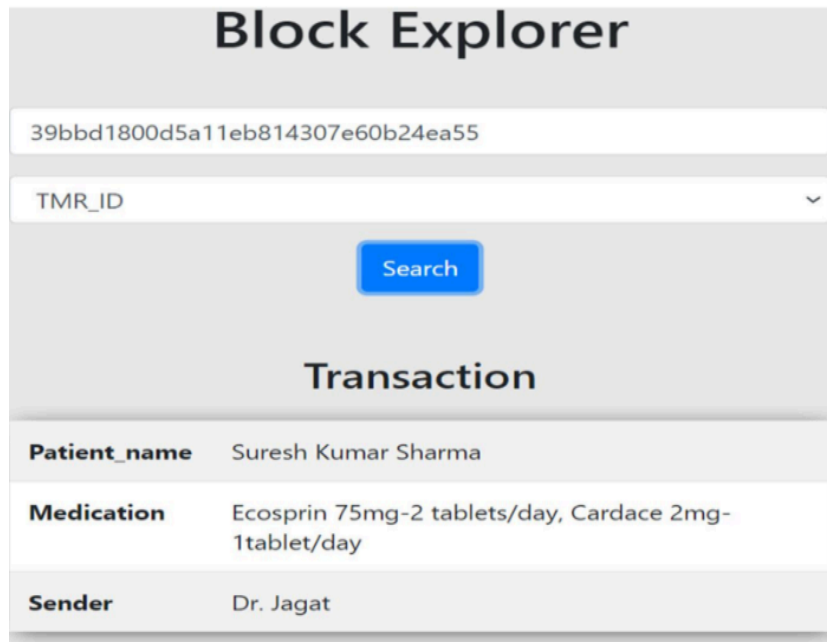 Block Explorer
39bbd1800d5a11eb814307e60b24ea55
TMR_ID
Search
Transaction
Patient_name Suresh Kumar Sharma
Medication Ecosprin 75mg-2 tablets/day, Cardace 2mg-
1tablet/day
Sender Dr. Jagat